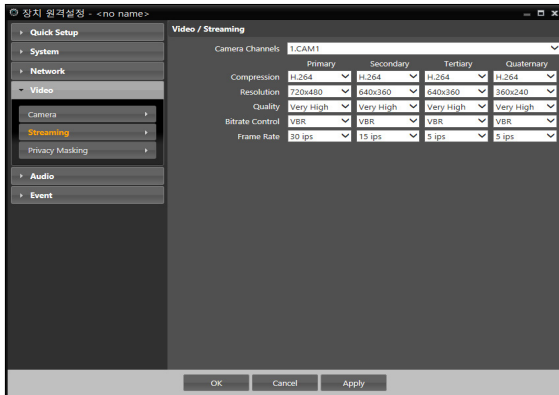 장치 원격설정 - <no name>
Quick Setup
System
Network
Video
Camera
Streaming
Privacy Masking
Audio
Event
Video / Streaming
Camera Channels 1.CAM1
Primary Secondary Tertiary Quaternary
Compression H.264 H.264 H.264 H.264
Resolution 720x480 640x360 640x360 360x240
Quality Very High Very High Very High Very High
Bitrate Control VBR VBR VBR VBR
Frame Rate 30 ips 15 ips 5 ips 5 ips
OK Cancel Apply